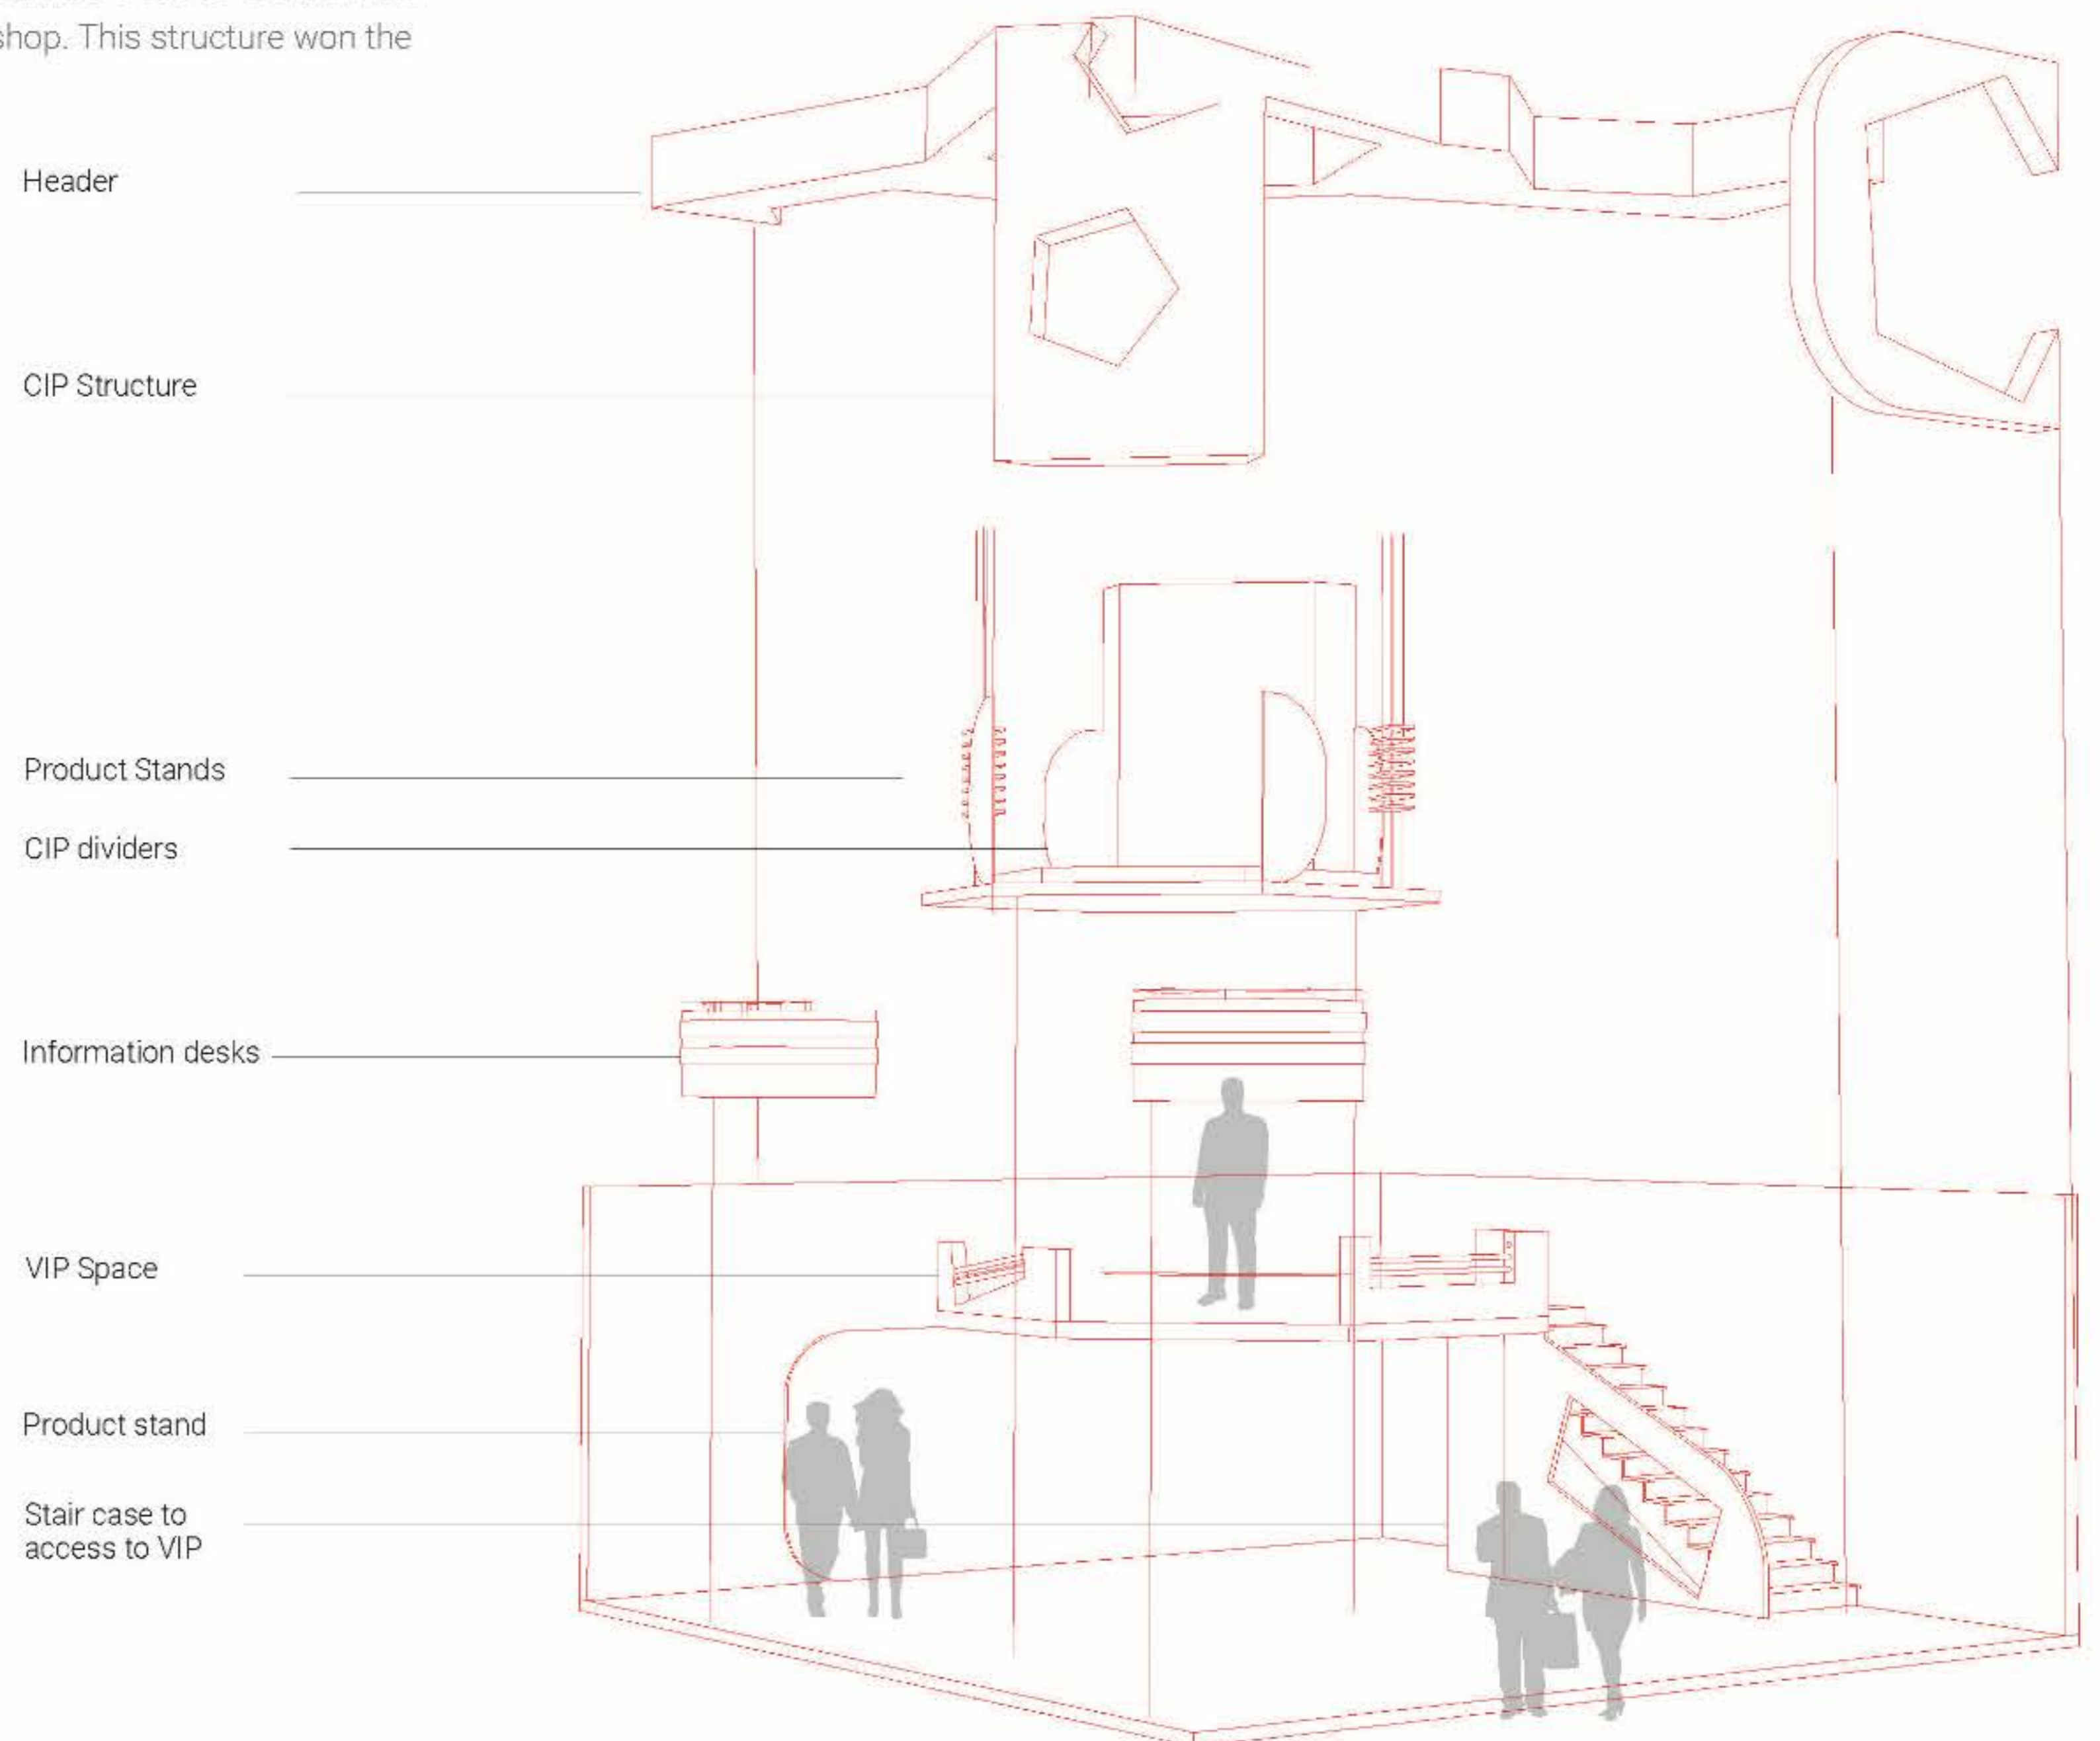 shop. This structure won the
Header
CIP Structure
Product Stands
CIP dividers
Information desks
VIP Space
Product stand
Stair case to
access to VIP